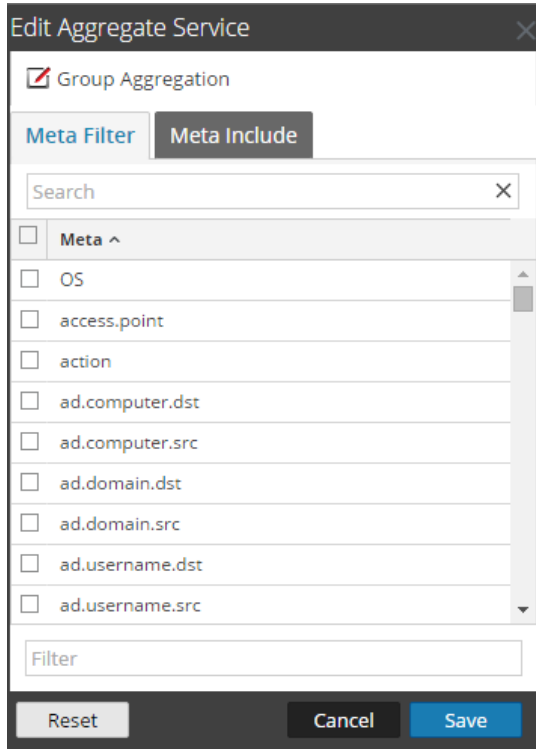 Edit Aggregate Service
Group Aggregation
Meta Filter Meta Include
Search
Meta
OS
access.point
action
ad.computer.dst
ad.computer.src
ad.domain.dst
ad.domain.src
ad.username.dst
ad.username.src
Filter
Reset Cancel Save